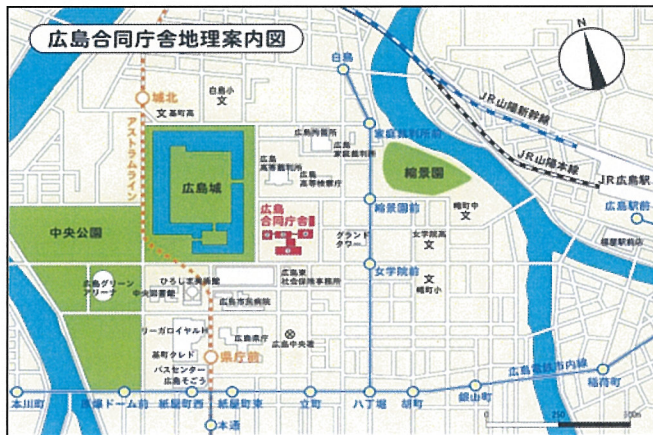 広島合同庁舎地理案内図
N
白島
城北
白島小
文
文 基町高
アストラムライン
JR山陽新幹線
JR山陽本線
JR広島駅
広島駅前
家庭裁判所前
広島拘置所
広島
家庭裁判所
広島
高等裁判所
広島
高等検察庁
広島城
縮景園
広島
合同庁舎
縮景園前
幟町中
文
中央公園
グランド
タワー
女学院高
文
女学院前
文
幟町小
広島グリーン
アリーナ
ひろしま美術館
中央図書館
広島東
社会保険事務所
広島市民病院
リーガロイヤルH
広島県庁
広島中央署
基町クレド
県庁前
バスセンター
広島そごう
広島電鉄市内線
本川町
原爆ドーム前
紙屋町西
紙屋町東
立町
八丁堀
胡町
銀山町
稲荷町
本通
0
250
500m